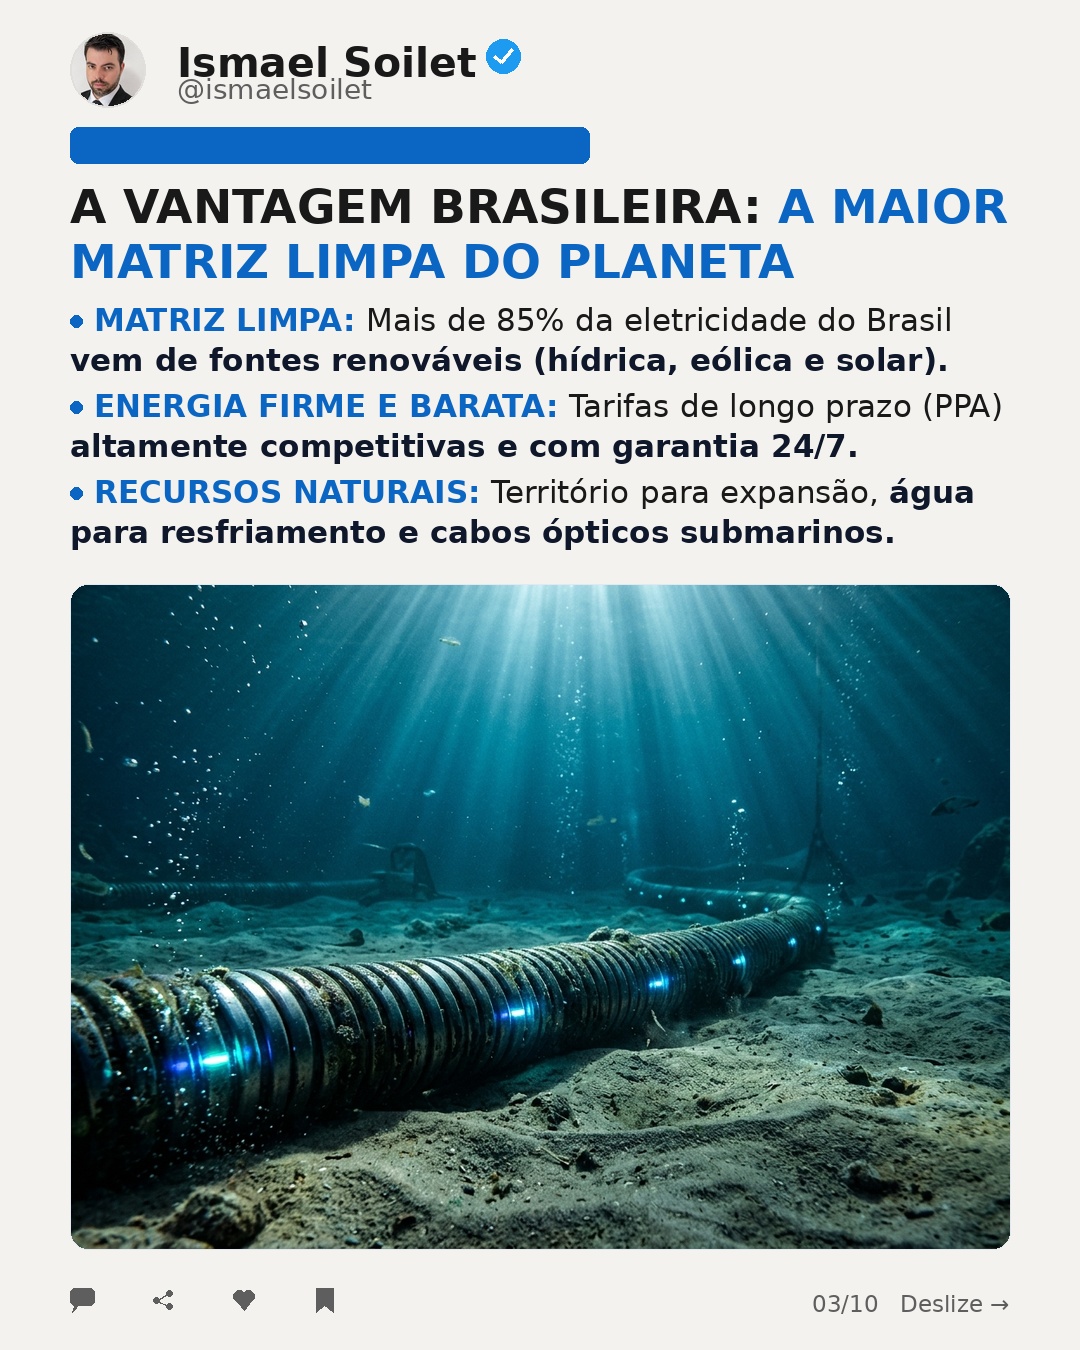 Ismael Soilet
@ismaelsoilet
A VANTAGEM BRASILEIRA: A MAIOR
MATRIZ LIMPA DO PLANETA
• MATRIZ LIMPA: Mais de 85% da eletricidade do Brasil
vem de fontes renováveis (hídrica, eólica e solar).
• ENERGIA FIRME E BARATA: Tarifas de longo prazo (PPA)
altamente competitivas e com garantia 24/7.
• RECURSOS NATURAIS: Território para expansão, água
para resfriamento e cabos ópticos submarinos.
03/10 Deslize →